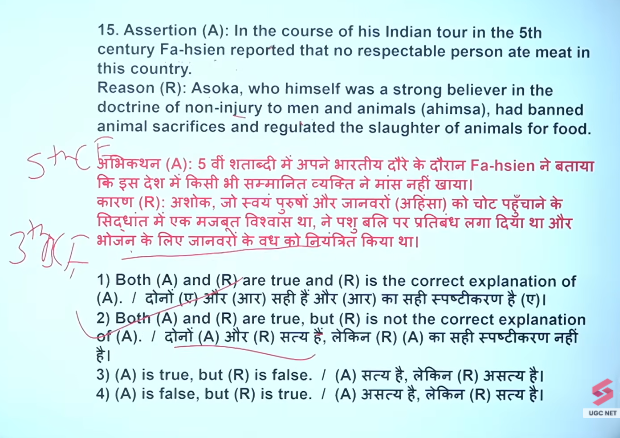 15. Assertion (A): In the course of his Indian tour in the 5th
century Fa-hsien reported that no respectable person ate meat in
this country.
Reason (R): Asoka, who himself was a strong believer in the
doctrine of non-injury to men and animals (ahimsa), had banned
animal sacrifices and regulated the slaughter of animals for food.
5th CE
अभिकथन (A): 5 वीं शताब्दी में अपने भारतीय दौरे के दौरान Fa-hsien ने बताया
कि इस देश में किसी भी सम्मानित व्यक्ति ने मांस नहीं खाया।
कारण (R): अशोक, जो स्वयं पुरुषों और जानवरों (अहिंसा) को चोट पहुँचाने के
सिद्धांत में एक मजबूत विश्वास था, ने पशु बलि पर प्रतिबंध लगा दिया था और
भोजन के लिए जानवरों के वध को नियंत्रित किया था।
1) Both (A) and (R) are true and (R) is the correct explanation of
(A). / दोनों (ए) और (आर) सही हैं और (आर) का सही स्पष्टीकरण है (ए)।
2) Both (A) and (R) are true, but (R) is not the correct explanation
of (A). / दोनों (A) और (R) सत्य हैं, लेकिन (R) (A) का सही स्पष्टीकरण नहीं
है।
3) (A) is true, but (R) is false. / (A) सत्य है, लेकिन (R) असत्य है।
4) (A) is false, but (R) is true. / (A) असत्य है, लेकिन (R) सत्य है।
UGC NET